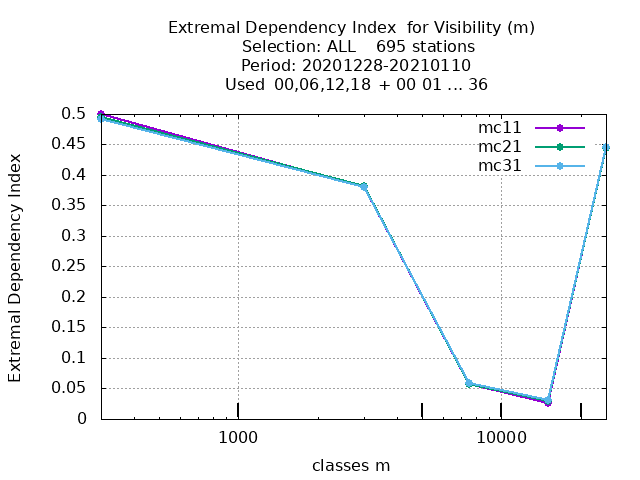 Extremal Dependency Index for Visibility (m)
Selection: ALL 695 stations
Period: 20201228-20210110
Used 00,06,12,18 + 00 01 ... 36
mc11
mc21
mc31
0.5
0.45
0.4
0.35
0.3
0.25
0.2
0.15
0.1
0.05
0
Extremal Dependency Index
1000 10000
classes m